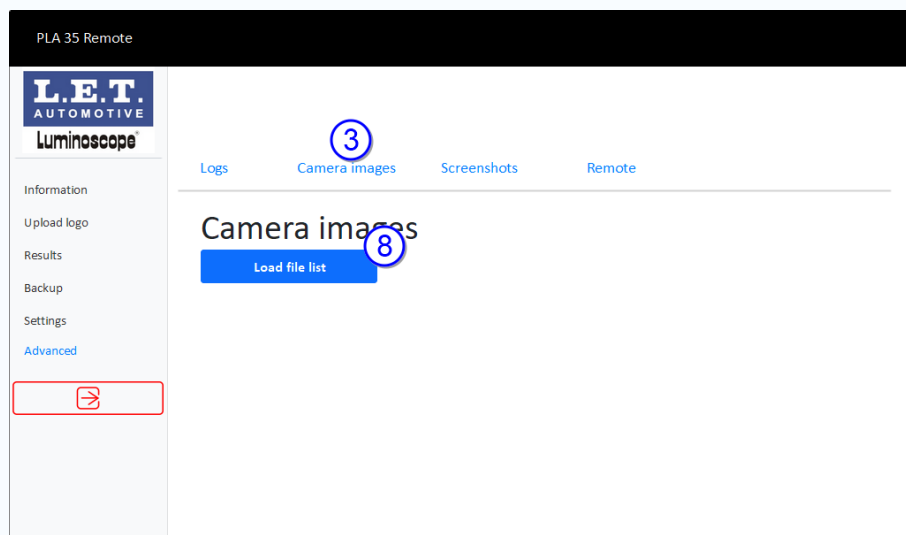 PLA 35 Remote
L.E.T.
AUTOMOTIVE
Luminoscope®
3
Logs Camera images Screenshots Remote
Information
Upload logo
Results
Backup
Settings
Advanced
Camera images
8
Load file list